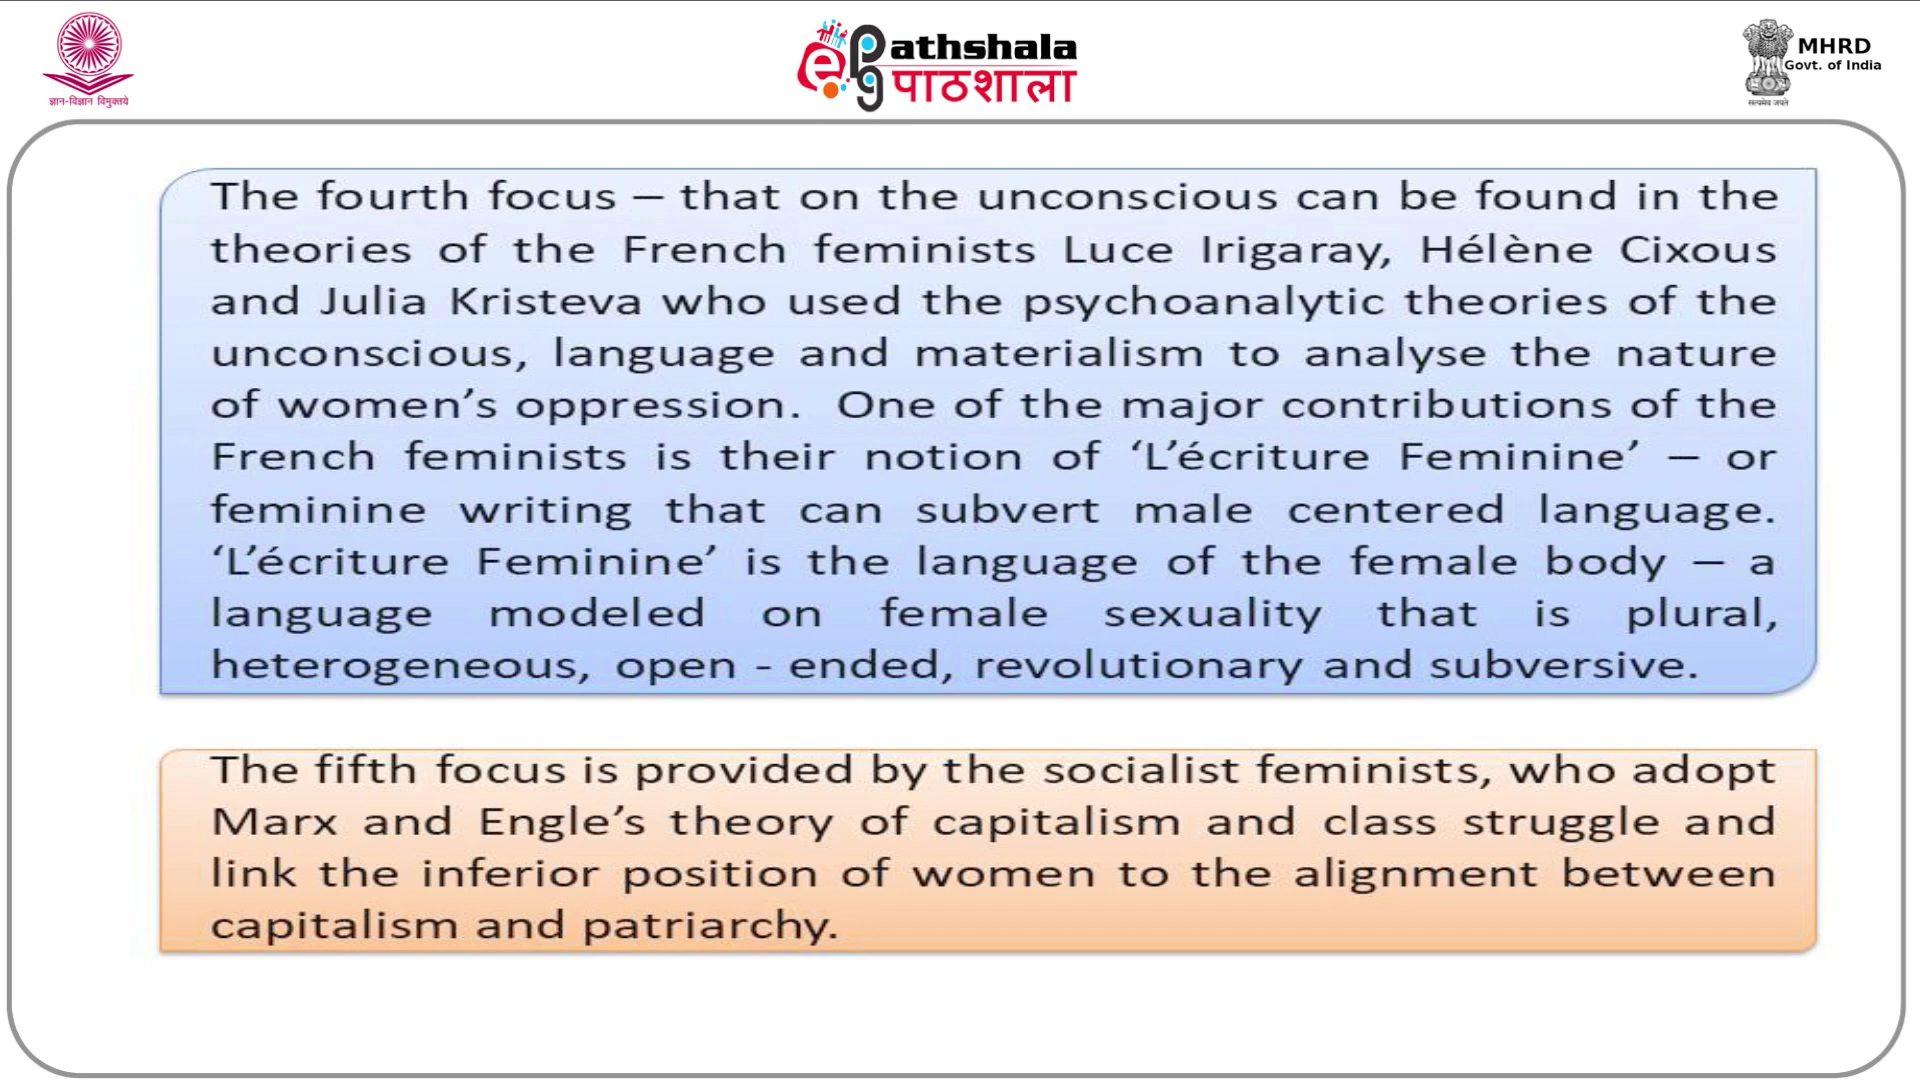 ज्ञान-विज्ञान विमुक्तये
ePG
athshala
पाठशाला
MHRD
Govt. of India
सत्यमेव जयते
The fourth focus – that on the unconscious can be found in the
theories of the French feminists Luce Irigaray, Hélène Cixous
and Julia Kristeva who used the psychoanalytic theories of the
unconscious, language and materialism to analyse the nature
of women’s oppression.  One of the major contributions of the
French feminists is their notion of ‘L’écriture Feminine’ – or
feminine writing that can subvert male centered language.
‘L’écriture Feminine’ is the language of the female body – a
language modeled on female sexuality that is plural,
heterogeneous, open - ended, revolutionary and subversive.
The fifth focus is provided by the socialist feminists, who adopt
Marx and Engle’s theory of capitalism and class struggle and
link the inferior position of women to the alignment between
capitalism and patriarchy.